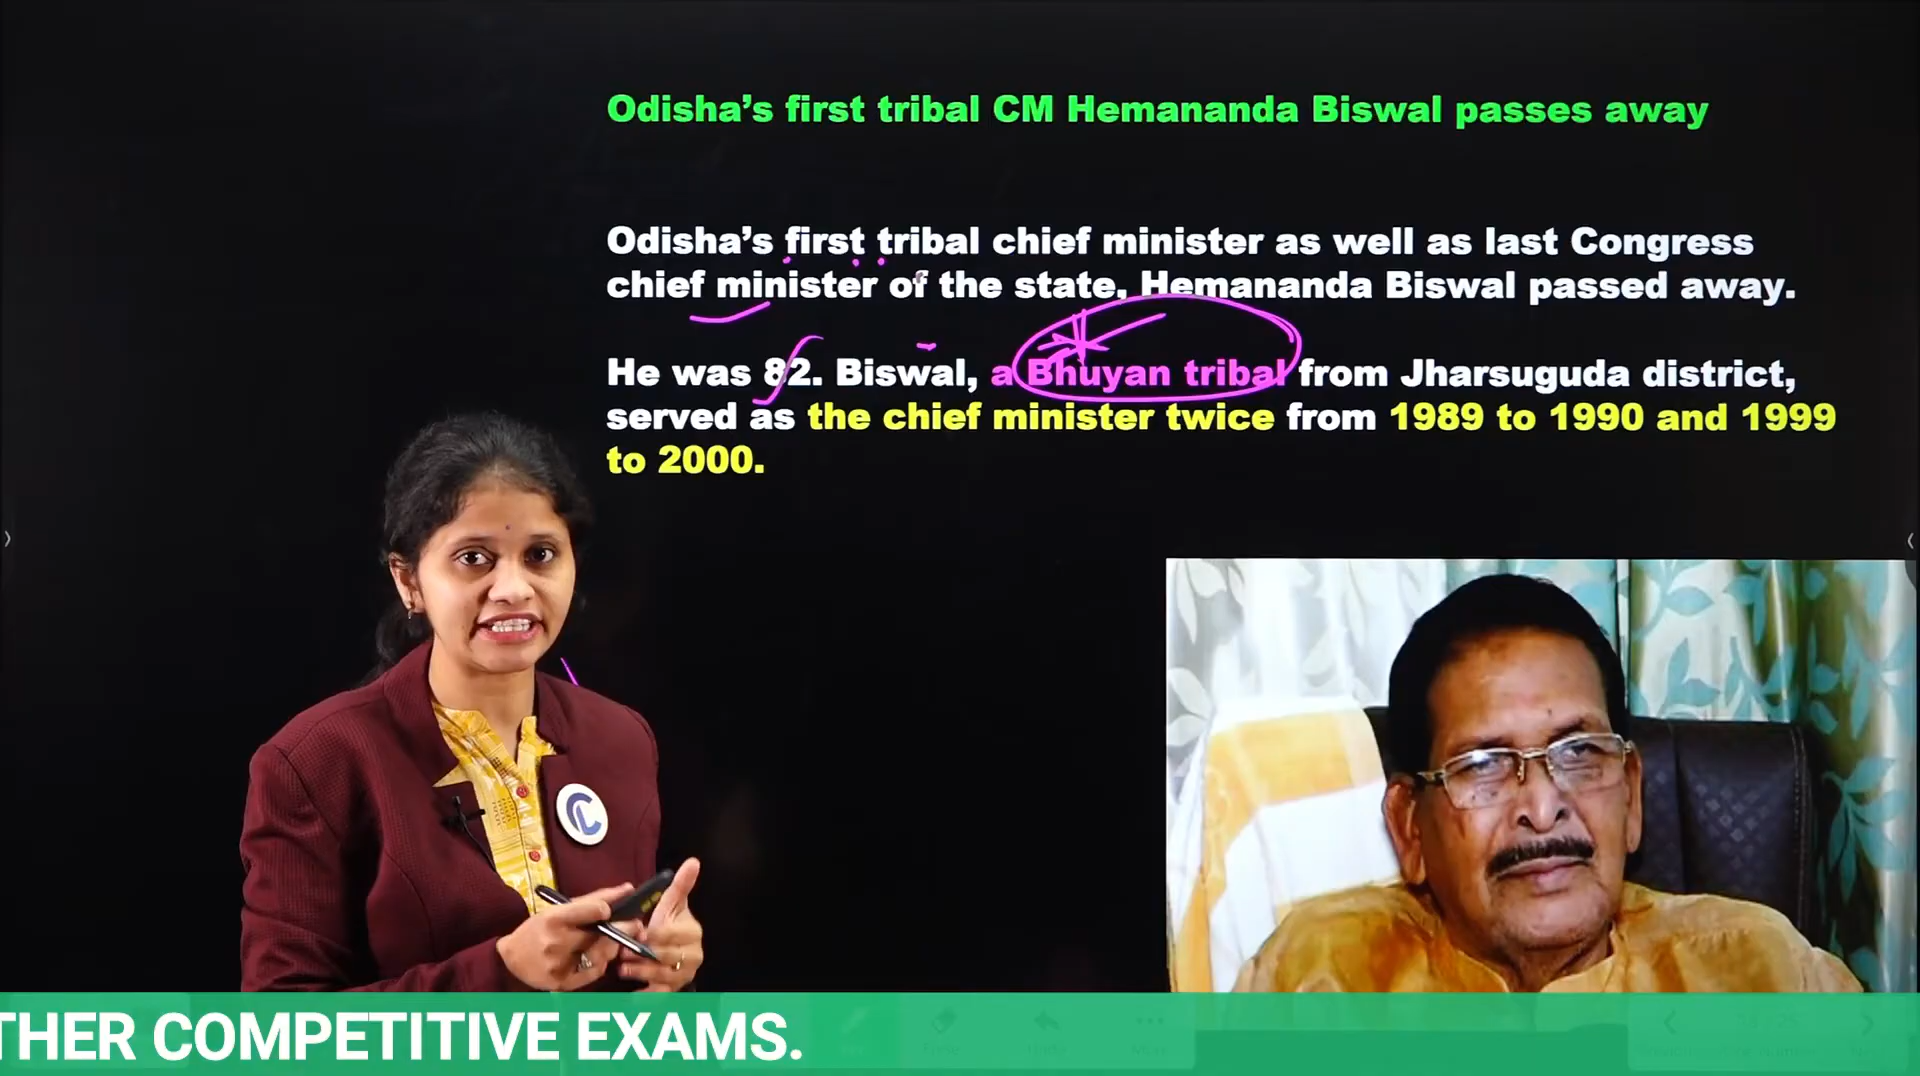 Odisha’s first tribal CM Hemananda Biswal passes away
Odisha’s first tribal chief minister as well as last Congress
chief minister of the state, Hemananda Biswal passed away.
He was 82. Biswal, a Bhuyan tribal from Jharsuguda district,
served as the chief minister twice from 1989 to 1990 and 1999
to 2000.
THER COMPETITIVE EXAMS.